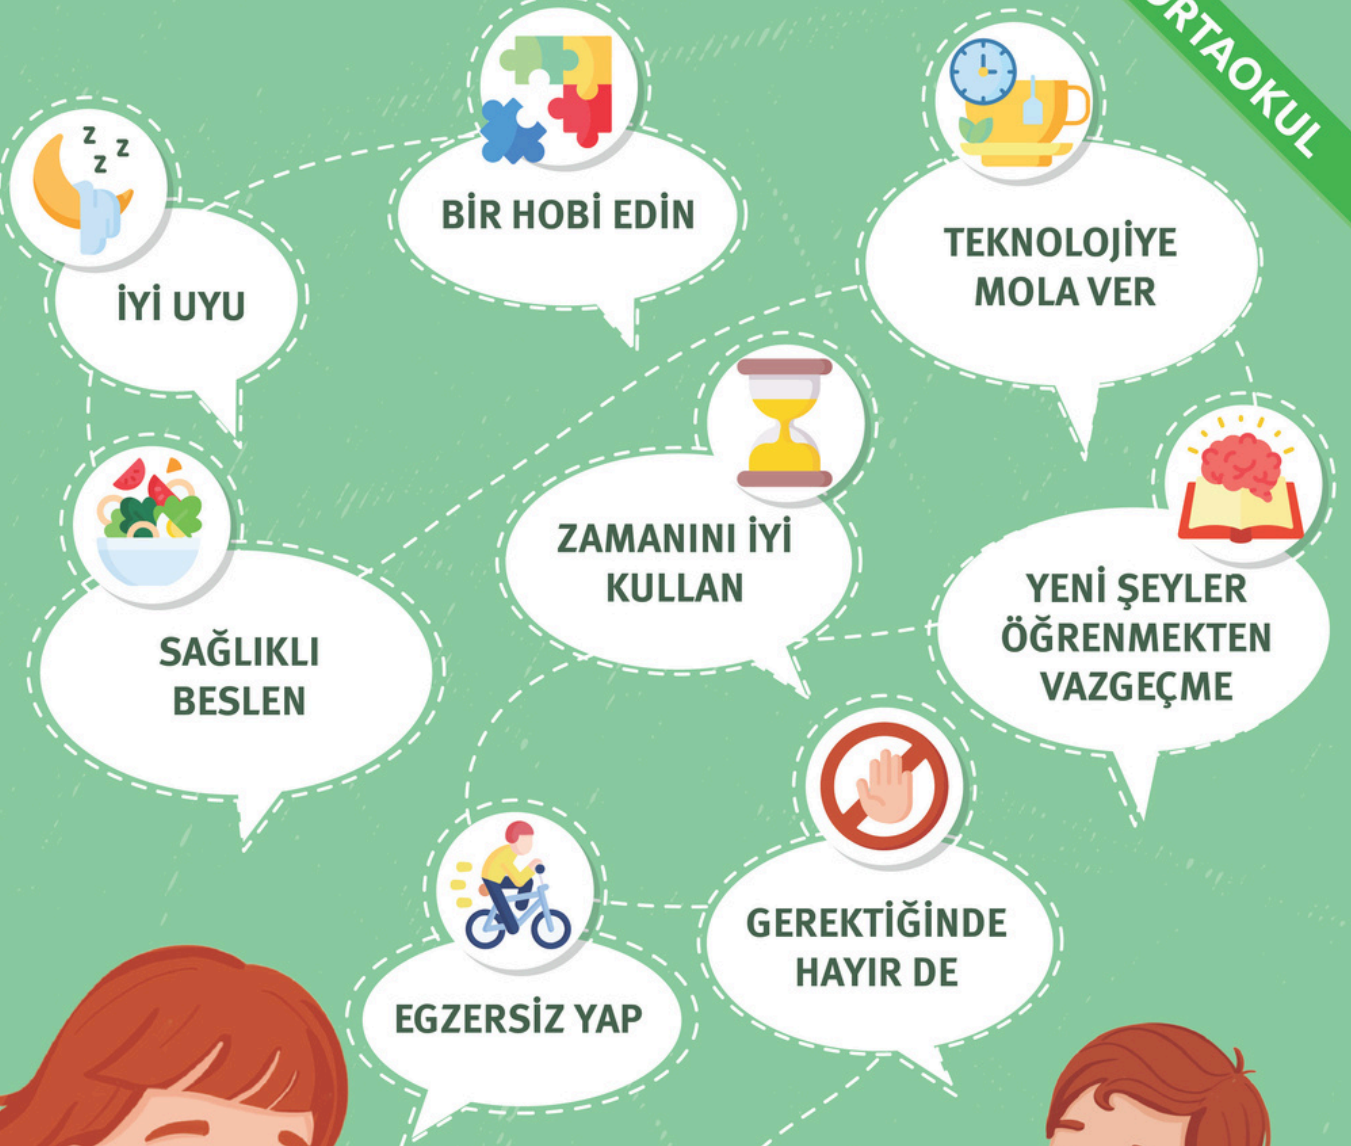 ORTAOKUL
BİR HOBİ EDİN
TEKNOLOJİYE
MOLA VER
İYİ UYU
ZAMANINI İYİ
KULLAN
YENİ ŞEYLER
ÖĞRENMEKTEN
VAZGEÇME
SAĞLIKLI
BESLEN
GEREKTİĞİNDE
HAYIR DE
EGZERSİZ YAP
z
z
z